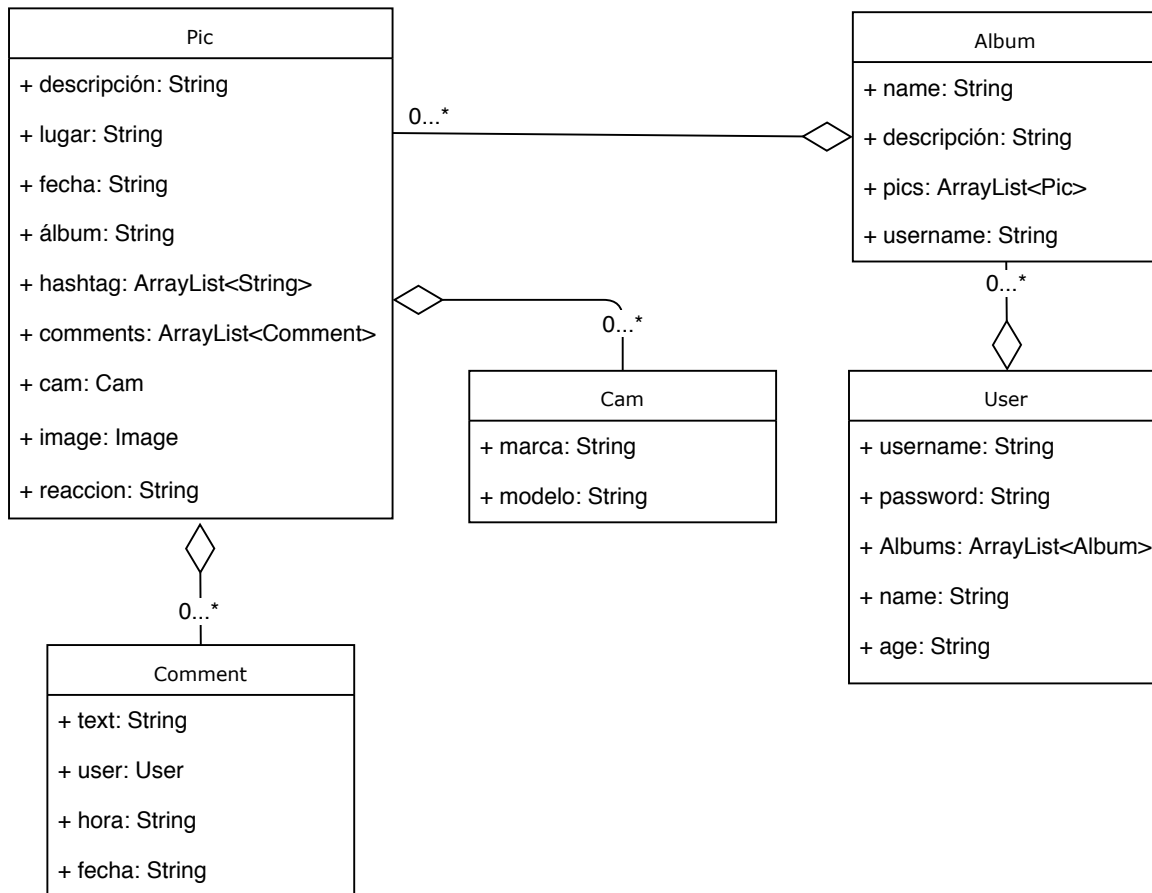 Pic
+ descripción: String
+ lugar: String
+ fecha: String
+ álbum: String
+ hashtag: ArrayList<String>
+ comments: ArrayList<Comment>
+ cam: Cam
+ image: Image
+ reaccion: String
0...*
Album
+ name: String
+ descripción: String
+ pics: ArrayList<Pic>
+ username: String
0...*
0...*
Cam
+ marca: String
+ modelo: String
User
+ username: String
+ password: String
+ Albums: ArrayList<Album>
+ name: String
+ age: String
0...*
Comment
+ text: String
+ user: User
+ hora: String
+ fecha: String